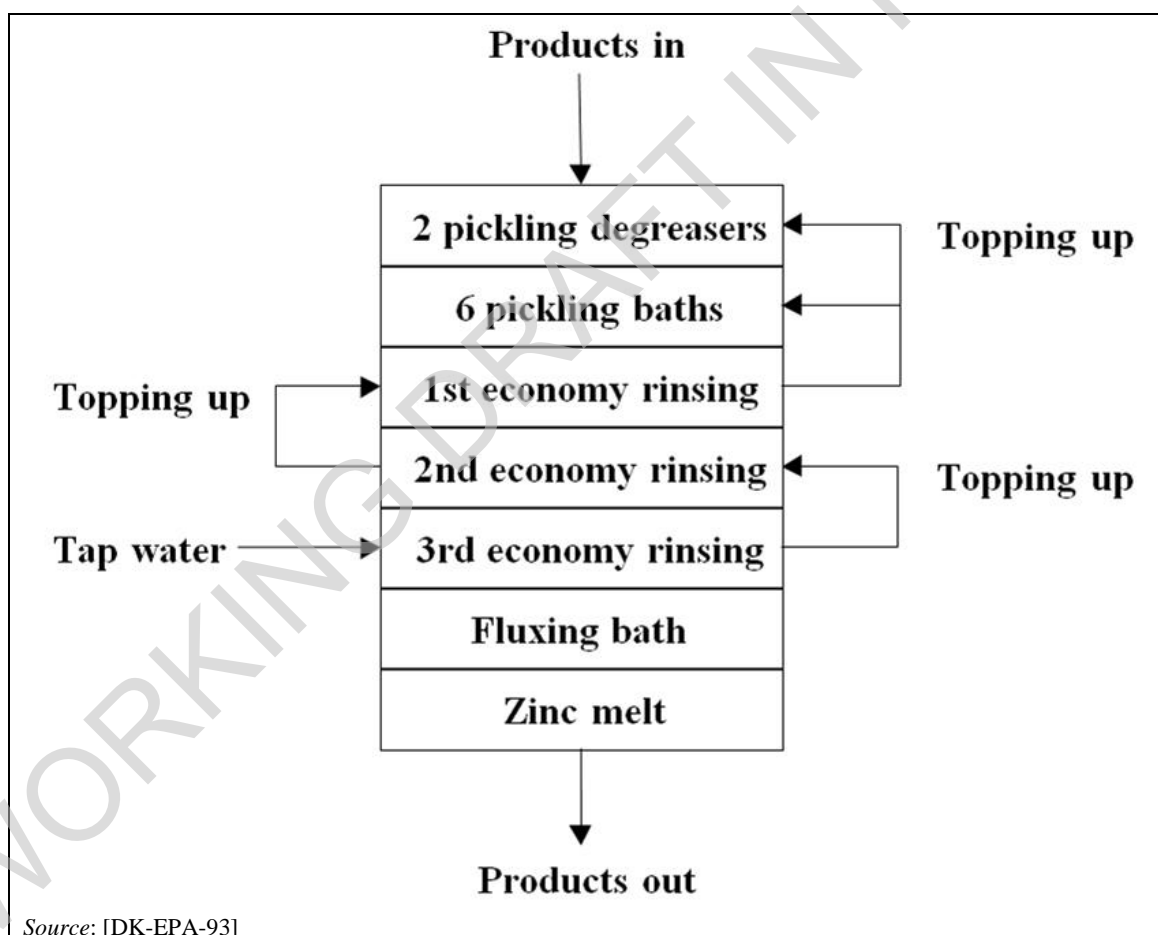 Products in
2 pickling degreasers
Topping up
6 pickling baths
Topping up
1st economy rinsing
2nd economy rinsing
Topping up
Tap water
3rd economy rinsing
Fluxing bath
Zinc melt
Products out
Source: [DK-EPA-93]
WORKING DRAFT IN